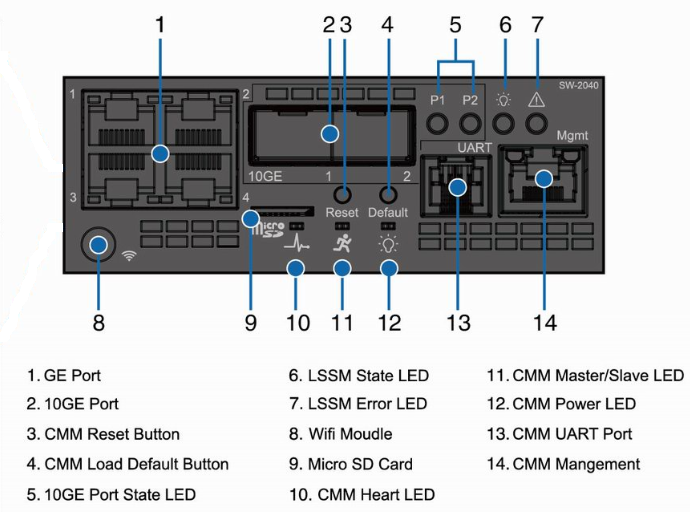 1 2 3 4 5 6 7
SW-2040
1 2 P1 P2
Mgmt
UART
10GE 1 2
3 4
Reset Default
Micro SD
8 9 10 11 12 13 14
1. GE Port
2. 10GE Port
3. CMM Reset Button
4. CMM Load Default Button
5. 10GE Port State LED
6. LSSM State LED
7. LSSM Error LED
8. Wifi Moudle
9. Micro SD Card
10. CMM Heart LED
11. CMM Master/Slave LED
12. CMM Power LED
13. CMM UART Port
14. CMM Mangement